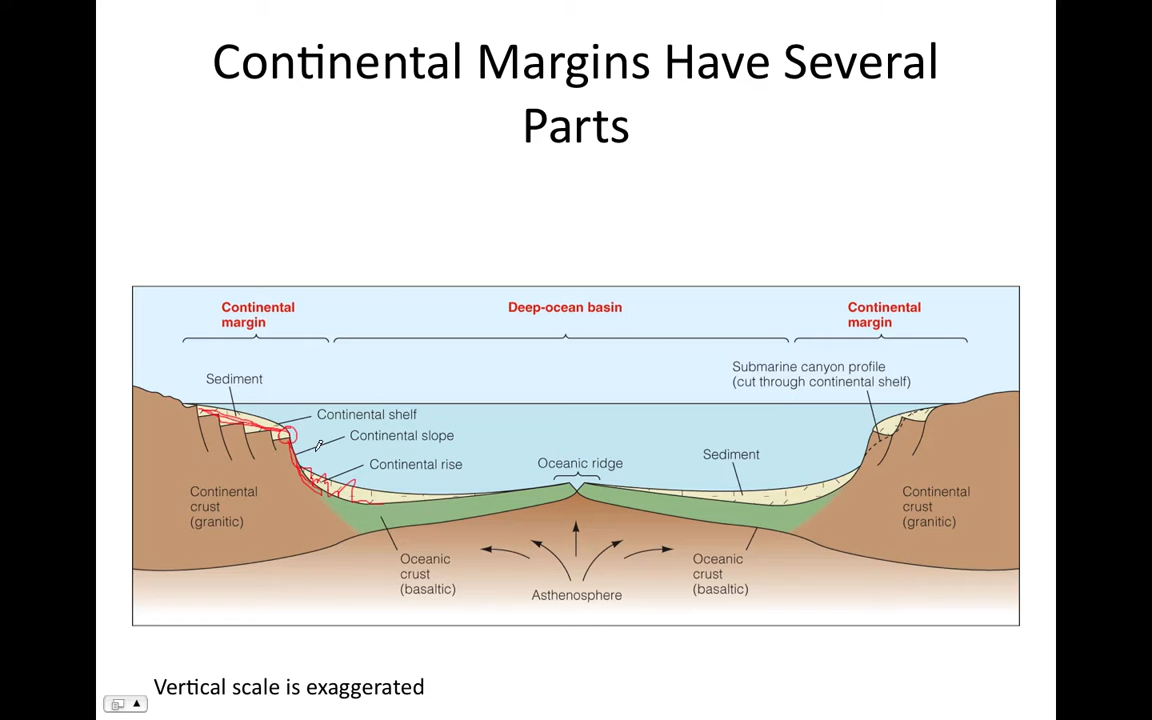 Continental Margins Have Several
Parts
Continental
margin
Deep-ocean basin
Continental
margin
Submarine canyon profile
(cut through continental shelf)
Sediment
Continental shelf
Continental slope
Continental rise
Oceanic ridge
Sediment
Continental
crust
(granitic)
Continental
crust
(granitic)
Oceanic
crust
(basaltic)
Asthenosphere
Oceanic
crust
(basaltic)
Vertical scale is exaggerated